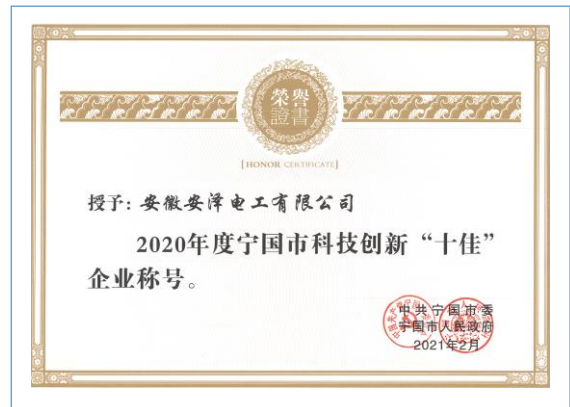 榮譽
證書
[HONOR CERTIFICATE]
授予：安徽安泽电工有限公司
2020年度宁国市科技创新“十佳”
企业称号。
中共宁国市委
宁国市人民政府
2021年2月